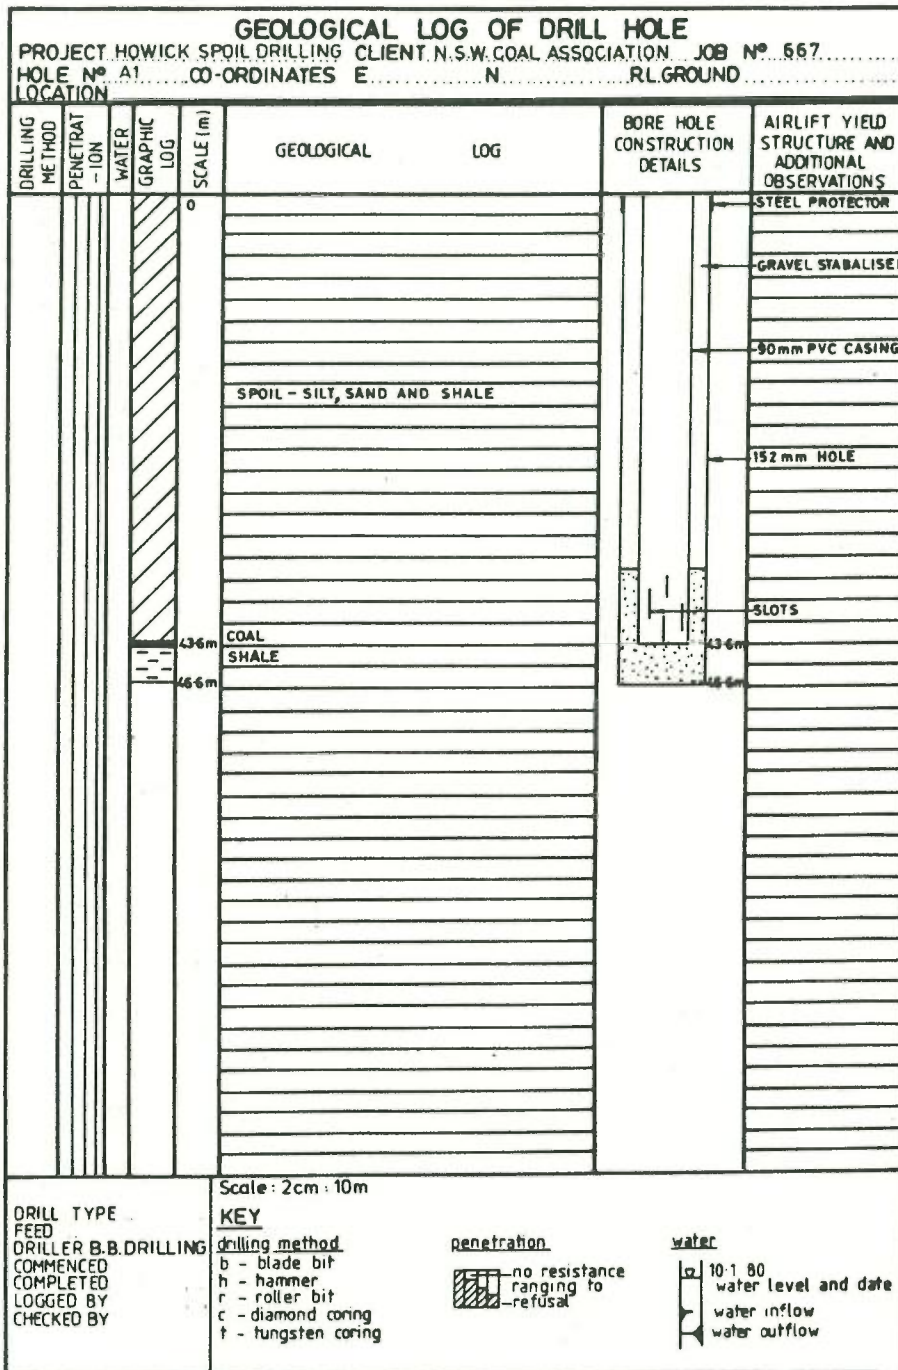 GEOLOGICAL LOG OF DRILL HOLE
PROJECT HOWICK SPOIL DRILLING CLIENT N.S.W. COAL ASSOCIATION JOB Nº 667
HOLE Nº A1 CO-ORDINATES E N R.L.GROUND
LOCATION
DRILLING METHOD
PENETRAT-ION
WATER
GRAPHIC LOG
SCALE (m)
GEOLOGICAL LOG
BORE HOLE CONSTRUCTION DETAILS
AIRLIFT YIELD STRUCTURE AND ADDITIONAL OBSERVATIONS
0
STEEL PROTECTOR
GRAVEL STABALISE
90mm PVC CASING
SPOIL - SILT, SAND AND SHALE
152mm HOLE
SLOTS
43·6m COAL 43·6m
SHALE
46·6m 46·6m
Scale: 2cm : 10m
DRILL TYPE
FEED
DRILLER B.B.DRILLING
COMMENCED
COMPLETED
LOGGED BY
CHECKED BY
KEY
drilling method
b - blade bit
h - hammer
r - roller bit
c - diamond coring
t - tungsten coring
penetration
no resistance
ranging to
refusal
water
10·1 80
water level and date
water inflow
water outflow